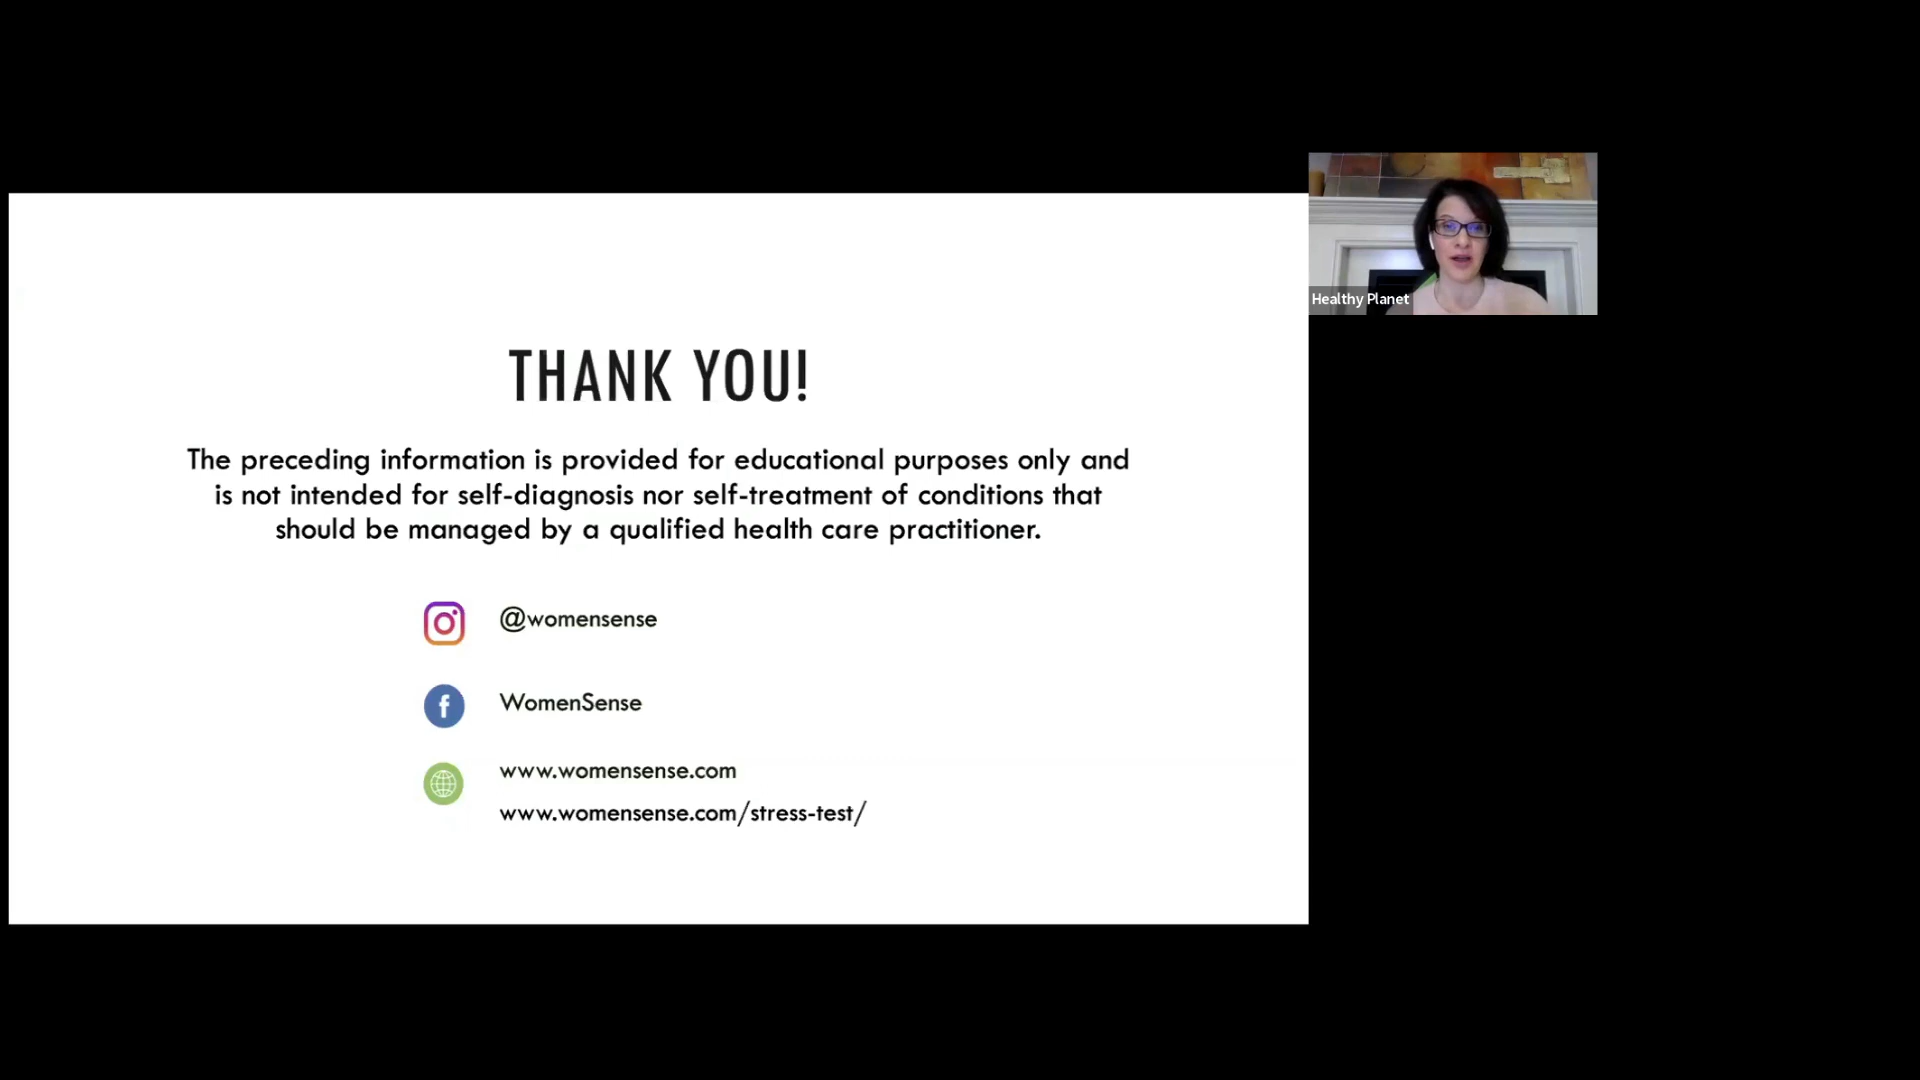 THANK YOU!
The preceding information is provided for educational purposes only and
is not intended for self-diagnosis nor self-treatment of conditions that
should be managed by a qualified health care practitioner.
@womensense
WomenSense
www.womensense.com
www.womensense.com/stress-test/
Healthy Planet